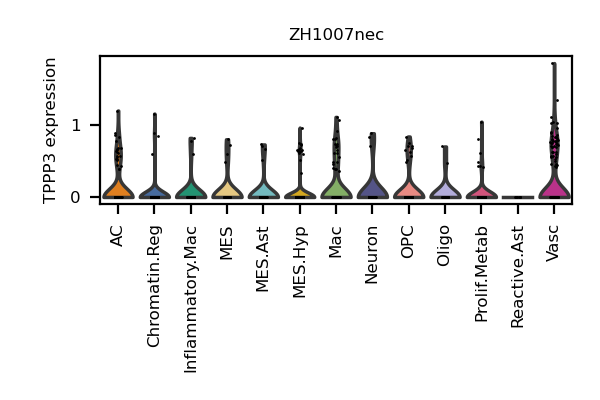 ZH1007nec
TPPP3 expression
1
0
AC
Chromatin.Reg
Inflammatory.Mac
MES
MES.Ast
MES.Hyp
Mac
Neuron
OPC
Oligo
Prolif.Metab
Reactive.Ast
Vasc